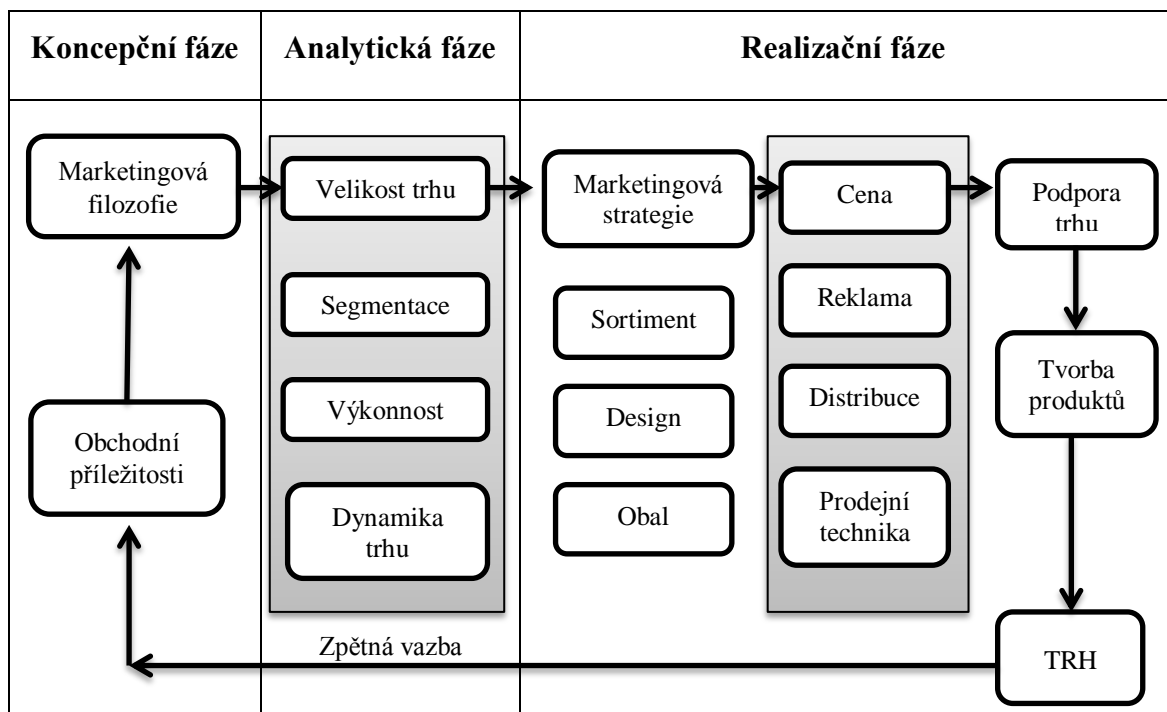 Koncepční fáze
Analytická fáze
Realizační fáze
Marketingová
filozofie
Obchodní
příležitosti
Velikost trhu
Segmentace
Výkonnost
Dynamika
trhu
Marketingová
strategie
Sortiment
Design
Obal
Cena
Reklama
Distribuce
Prodejní
technika
Podpora
trhu
Tvorba
produktů
TRH
Zpětná vazba